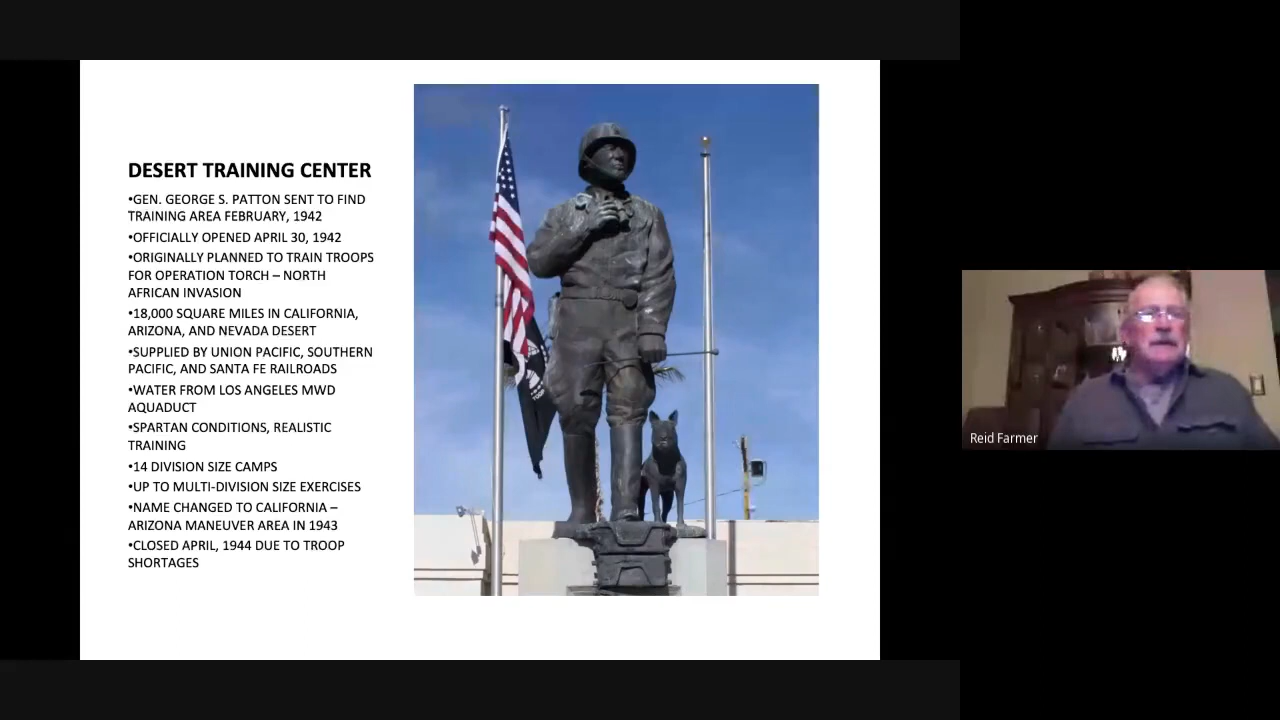 DESERT TRAINING CENTER
•GEN. GEORGE S. PATTON SENT TO FIND
TRAINING AREA FEBRUARY, 1942
•OFFICIALLY OPENED APRIL 30, 1942
•ORIGINALLY PLANNED TO TRAIN TROOPS
FOR OPERATION TORCH – NORTH
AFRICAN INVASION
•18,000 SQUARE MILES IN CALIFORNIA,
ARIZONA, AND NEVADA DESERT
•SUPPLIED BY UNION PACIFIC, SOUTHERN
PACIFIC, AND SANTA FE RAILROADS
•WATER FROM LOS ANGELES MWD
AQUADUCT
•SPARTAN CONDITIONS, REALISTIC
TRAINING
•14 DIVISION SIZE CAMPS
•UP TO MULTI-DIVISION SIZE EXERCISES
•NAME CHANGED TO CALIFORNIA –
ARIZONA MANEUVER AREA IN 1943
•CLOSED APRIL, 1944 DUE TO TROOP
SHORTAGES
Reid Farmer